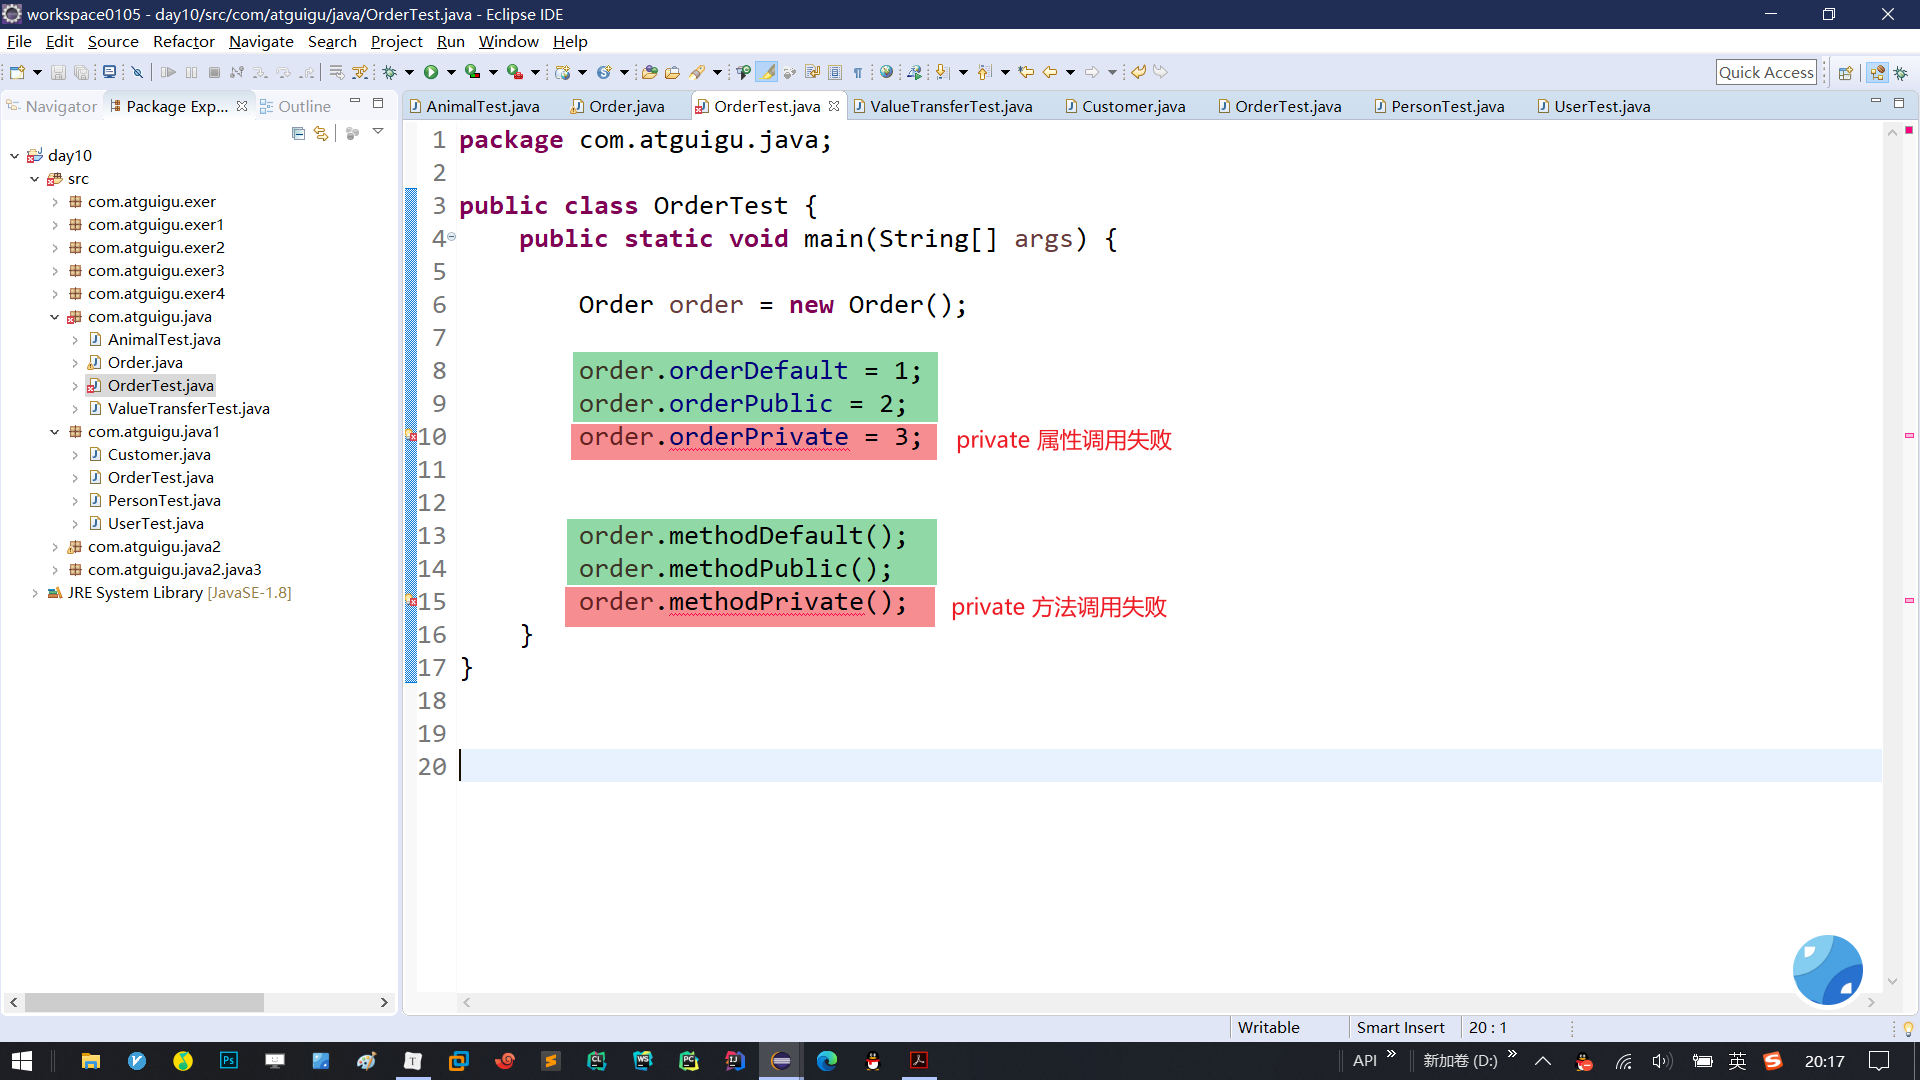 workspace0105 - day10/src/com/atguigu/java/OrderTest.java - Eclipse IDE
File Edit Source Refactor Navigate Search Project Run Window Help
Quick Access
Navigator Package Exp... Outline
AnimalTest.java Order.java OrderTest.java ValueTransferTest.java Customer.java OrderTest.java PersonTest.java UserTest.java
day10
src
com.atguigu.exer
com.atguigu.exer1
com.atguigu.exer2
com.atguigu.exer3
com.atguigu.exer4
com.atguigu.java
AnimalTest.java
Order.java
OrderTest.java
ValueTransferTest.java
com.atguigu.java1
Customer.java
OrderTest.java
PersonTest.java
UserTest.java
com.atguigu.java2
com.atguigu.java2.java3
JRE System Library [JavaSE-1.8]
1 package com.atguigu.java;
2
3 public class OrderTest {
4 public static void main(String[] args) {
5
6 Order order = new Order();
7
8 order.orderDefault = 1;
9 order.orderPublic = 2;
10 order.orderPrivate = 3; private 属性调用失败
11
12
13 order.methodDefault();
14 order.methodPublic();
15 order.methodPrivate(); private 方法调用失败
16 }
17 }
18
19
20
Writable Smart Insert 20 : 1
API » 新加卷 (D:) » 英 20:17